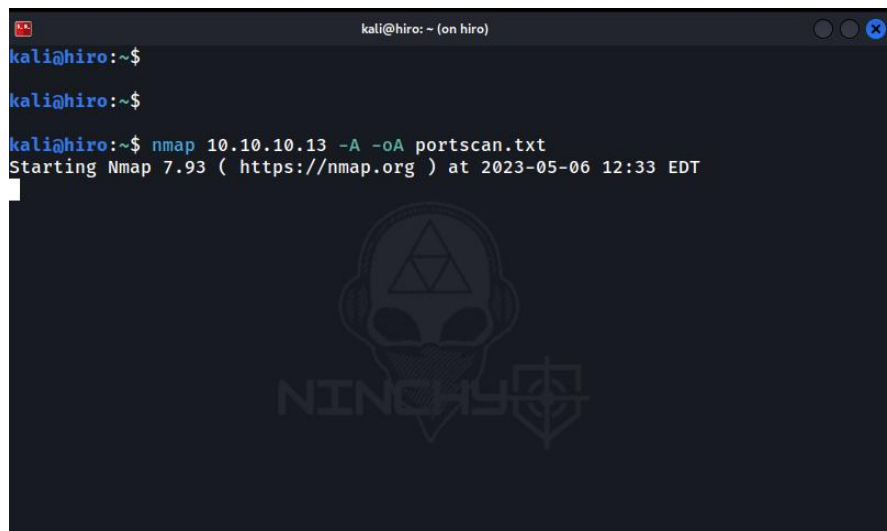 kali@hiro: ~ (on hiro)
kali@hiro:~$
kali@hiro:~$
kali@hiro:~$ nmap 10.10.10.13 -A -oA portscan.txt
Starting Nmap 7.93 ( https://nmap.org ) at 2023-05-06 12:33 EDT
NINCHY